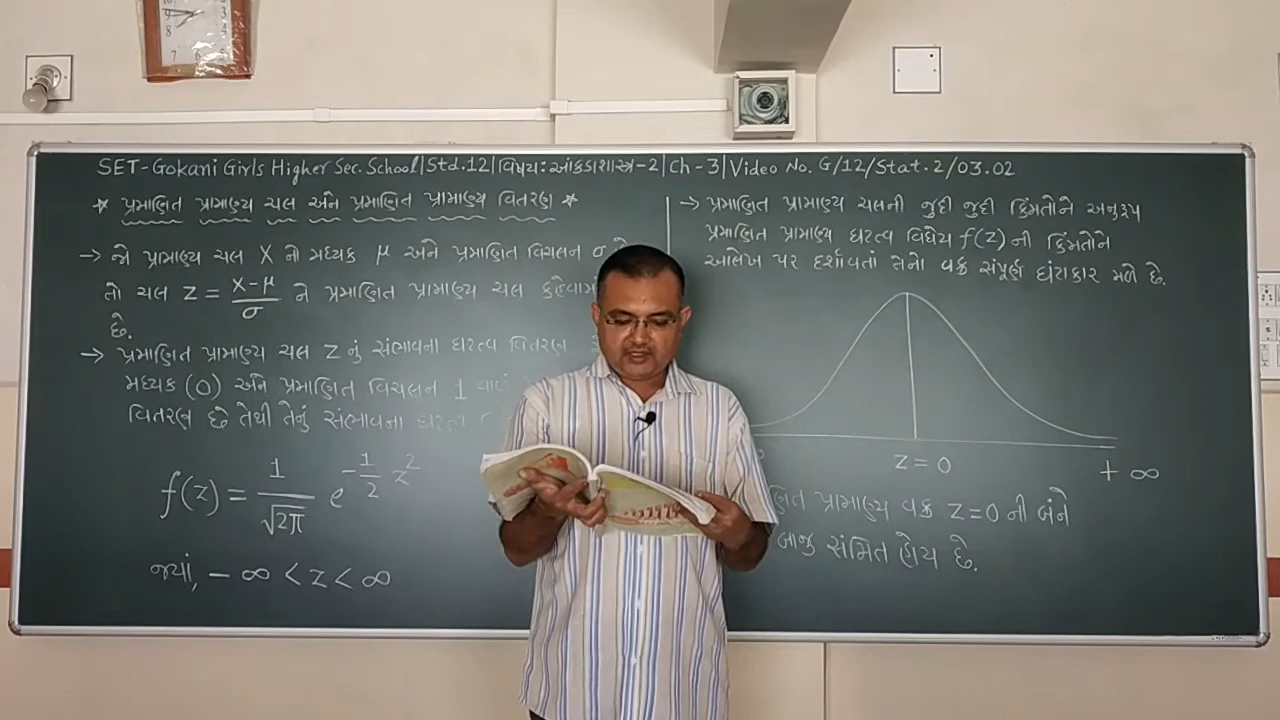 SET-Gokani Girls Higher Sec. School | Std.12 | વિષય: આંકડાશાસ્ત્ર-2 | Ch-3 | Video No. G/12/Stat.2/03.02
* પ્રમાણિત પ્રામાણ્ય ચલ અને પ્રમાણિત પ્રામાણ્ય વિતરણ *
→ જો પ્રામાણ્ય ચલ X નો મધ્યક μ અને પ્રમાણિત વિચલન σ
તો ચલ Z = (X-μ)/σ ને પ્રમાણિત પ્રામાણ્ય ચલ
છે.
→ પ્રમાણિત પ્રામાણ્ય ચલ Z નું સંભાવના ઘટત્વ વિતરણ
મધ્યક (0) અને પ્રમાણિત વિચલન 1
વિતરણ છે તેથી તેનું સંભાવના ઘટત્વ
f(z) = 1/√2π e^(-1/2 z^2)
જ્યાં, - ∞ < z < ∞
→ પ્રમાણિત પ્રામાણ્ય ચલની જુદી જુદી કિંમતોને અનુરૂપ
પ્રમાણિત પ્રામાણ્ય ઘટત્વ વિધેય f(z) ની કિંમતોને
આલેખ પર દર્શાવતાં તેનો વક્ર સંપૂર્ણ ઘંટાકાર મળે છે.
Z = 0
+ ∞
પ્રામાણ્ય વક્ર Z=0 ની બંને
બાજુ સંમિત હોય છે.